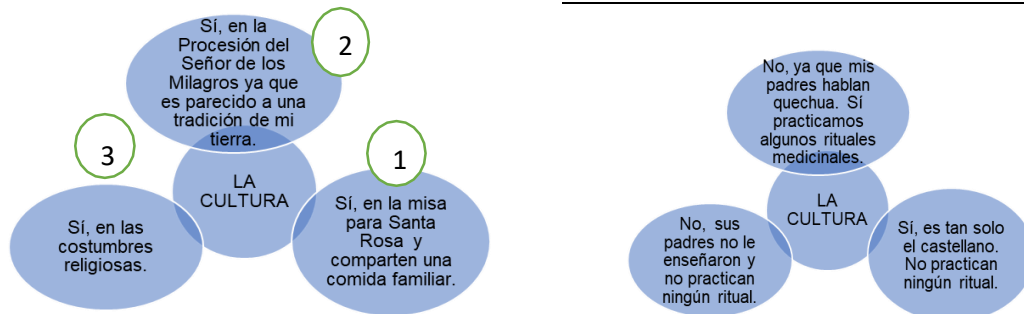 Sí, en la
Procesión del
Señor de los
Milagros ya que
es parecido a una
tradición de mi
tierra.
2
3
1
LA
CULTURA
Sí, en las
costumbres
religiosas.
Sí, en la misa
para Santa
Rosa y
comparten una
comida familiar.
No, ya que mis
padres hablan
quechua. Sí
practicamos
algunos rituales
medicinales.
LA
CULTURA
No, sus
padres no le
enseñaron y
no practican
ningún ritual.
Sí, es tan solo
el castellano.
No practican
ningún ritual.